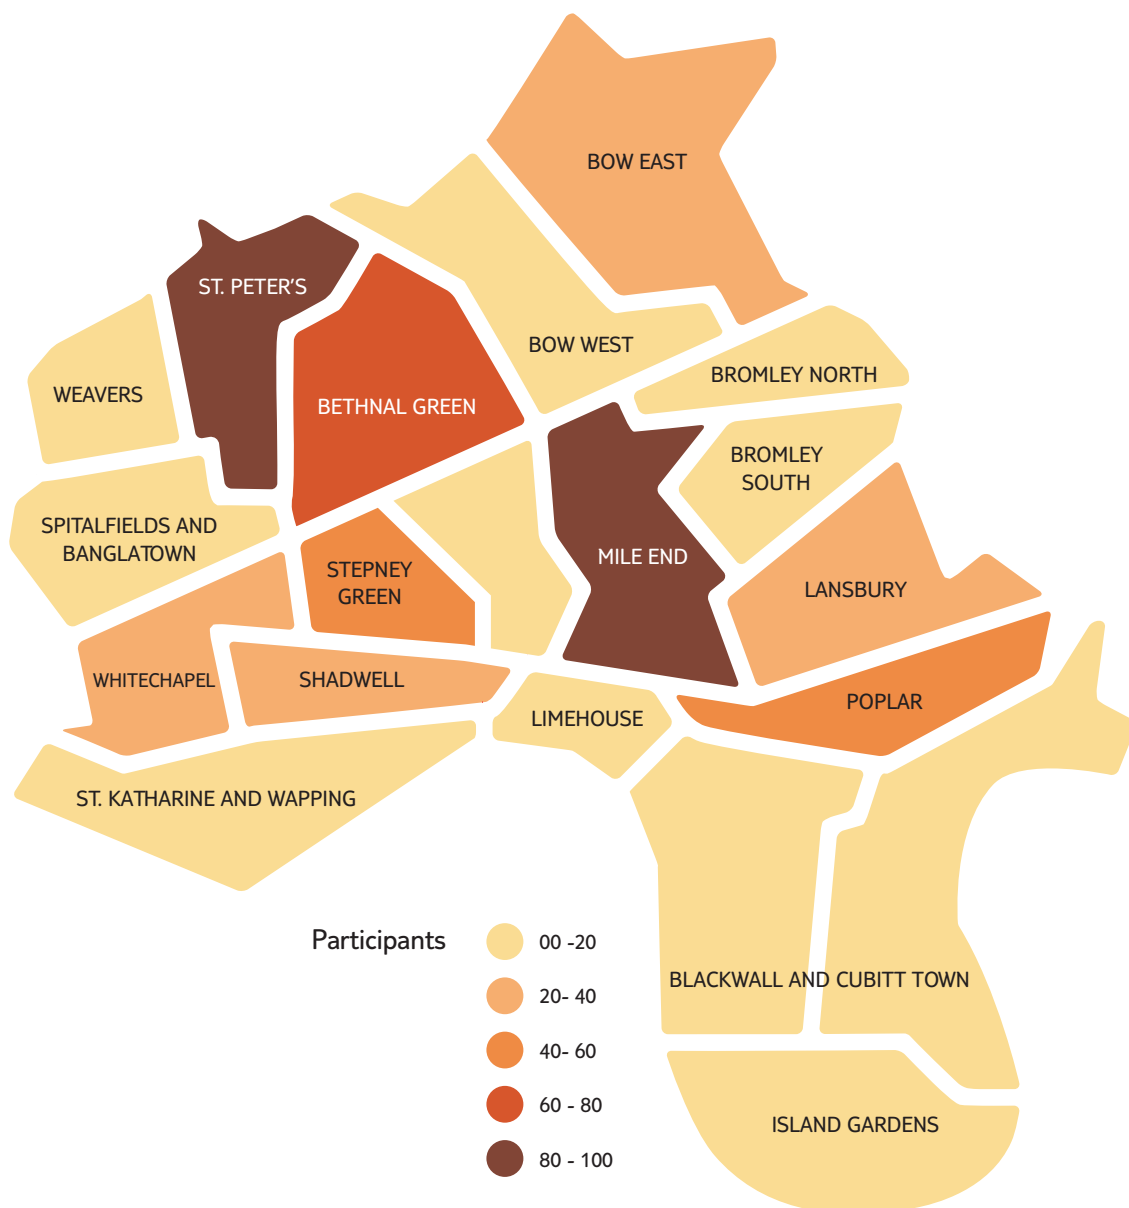 BOW EAST
ST. PETER'S
BOW WEST
BROMLEY NORTH
WEAVERS
BETHNAL GREEN
BROMLEY
SOUTH
SPITALFIELDS AND
BANGLATOWN
MILE END
STEPNEY
GREEN
LANSBURY
WHITECHAPEL
SHADWELL
POPLAR
LIMEHOUSE
ST. KATHARINE AND WAPPING
Participants
00 -20
BLACKWALL AND CUBITT TOWN
20- 40
40- 60
60 - 80
ISLAND GARDENS
80 - 100